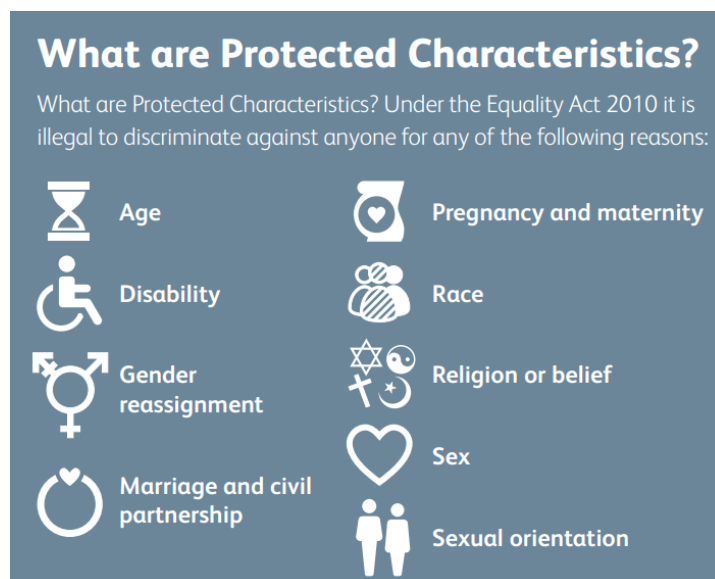 What are Protected Characteristics?
What are Protected Characteristics? Under the Equality Act 2010 it is
illegal to discriminate against anyone for any of the following reasons:
Age
Disability
Gender
reassignment
Marriage and civil
partnership
Pregnancy and maternity
Race
Religion or belief
Sex
Sexual orientation